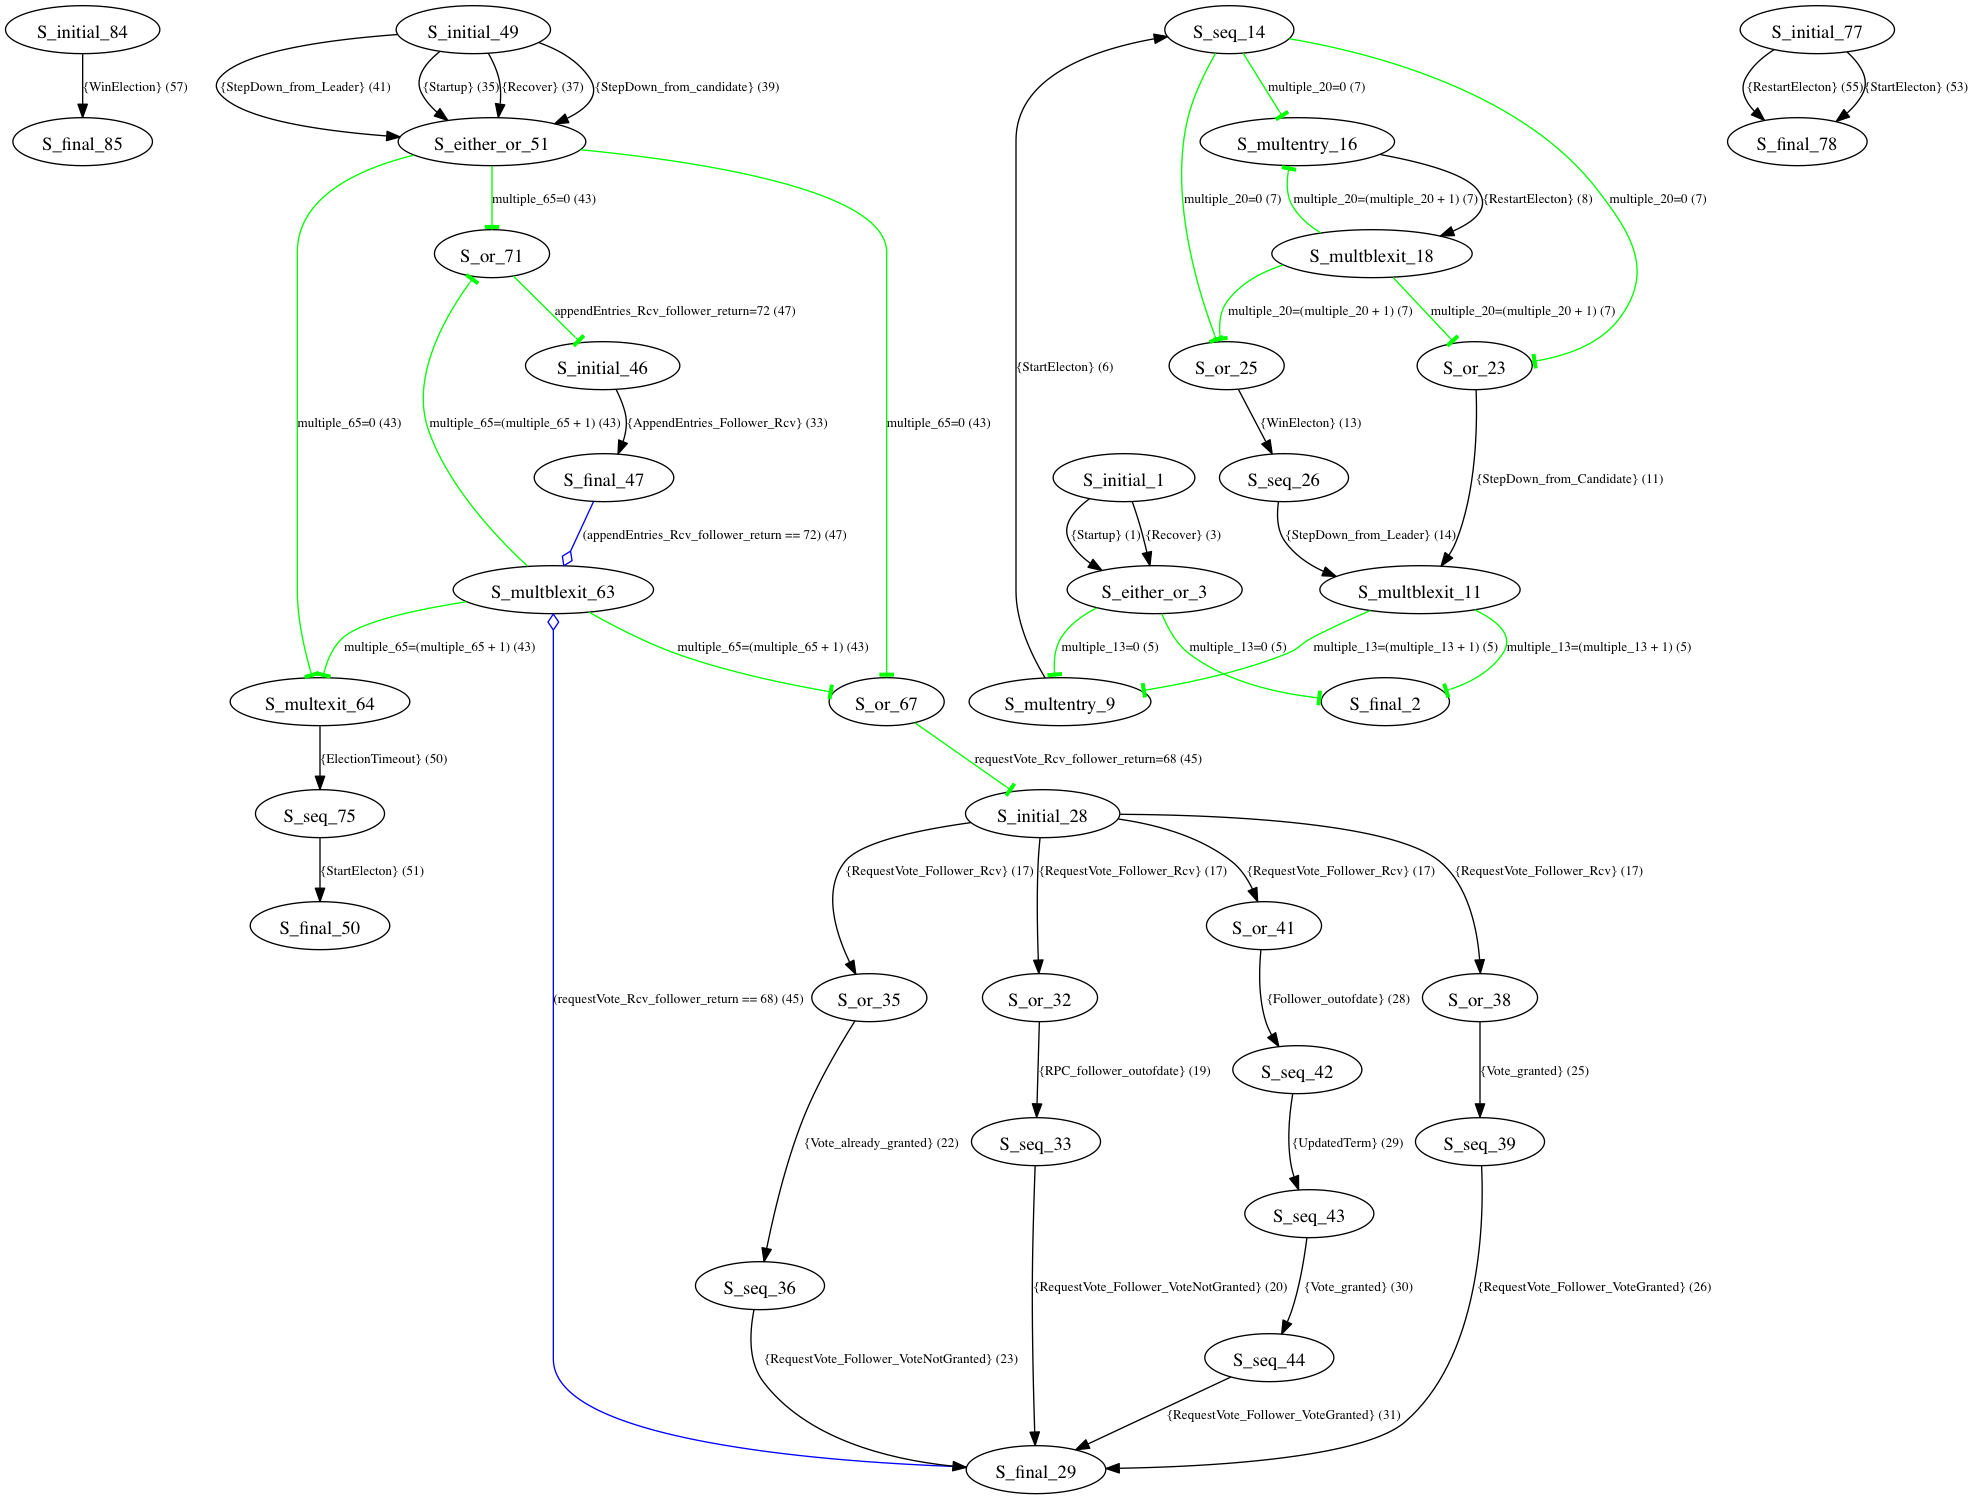 S_initial_84
S_initial_49
S_seq_14
S_initial_77
{WinElection} (57)
{StepDown_from_Leader} (41)
{Startup} (35)
{Recover} (37)
{StepDown_from_candidate} (39)
multiple_20=0 (7)
{RestartElecton} (55)
{StartElecton} (53)
S_final_85
S_either_or_51
S_multentry_16
S_final_78
multiple_65=0 (43)
multiple_20=0 (7)
multiple_20=(multiple_20 + 1) (7)
{RestartElecton} (8)
multiple_20=0 (7)
S_or_71
S_multblexit_18
appendEntries_Rcv_follower_return=72 (47)
multiple_20=(multiple_20 + 1) (7)
multiple_20=(multiple_20 + 1) (7)
S_initial_46
{StartElecton} (6)
S_or_25
S_or_23
multiple_65=0 (43)
multiple_65=(multiple_65 + 1) (43)
{AppendEntries_Follower_Rcv} (33)
multiple_65=0 (43)
{WinElecton} (13)
S_final_47
S_initial_1
S_seq_26
{StepDown_from_Candidate} (11)
(appendEntries_Rcv_follower_return == 72) (47)
{Startup} (1)
{Recover} (3)
{StepDown_from_Leader} (14)
S_multblexit_63
S_either_or_3
S_multblexit_11
multiple_65=(multiple_65 + 1) (43)
multiple_65=(multiple_65 + 1) (43)
multiple_13=0 (5)
multiple_13=0 (5)
multiple_13=(multiple_13 + 1) (5)
multiple_13=(multiple_13 + 1) (5)
S_multexit_64
S_or_67
S_multentry_9
S_final_2
{ElectionTimeout} (50)
requestVote_Rcv_follower_return=68 (45)
S_seq_75
S_initial_28
{StartElecton} (51)
{RequestVote_Follower_Rcv} (17)
{RequestVote_Follower_Rcv} (17)
{RequestVote_Follower_Rcv} (17)
{RequestVote_Follower_Rcv} (17)
S_final_50
S_or_41
(requestVote_Rcv_follower_return == 68) (45)
S_or_35
S_or_32
{Follower_outofdate} (28)
S_or_38
{RPC_follower_outofdate} (19)
S_seq_42
{Vote_granted} (25)
{Vote_already_granted} (22)
S_seq_33
{UpdatedTerm} (29)
S_seq_39
S_seq_43
S_seq_36
{RequestVote_Follower_VoteNotGranted} (20)
{Vote_granted} (30)
{RequestVote_Follower_VoteGranted} (26)
{RequestVote_Follower_VoteNotGranted} (23)
S_seq_44
{RequestVote_Follower_VoteGranted} (31)
S_final_29